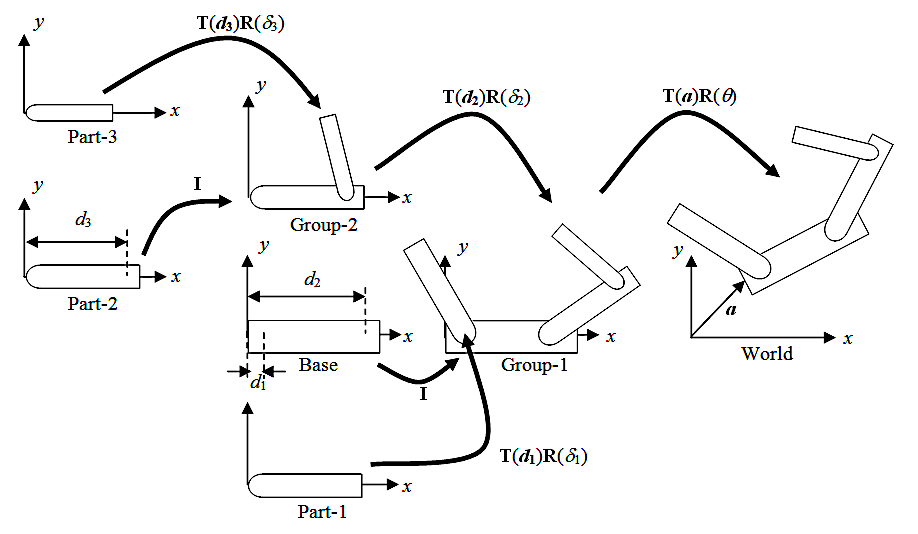 T(d₃)R(δ₃)
y
x
Part-3
T(d₂)R(δ₂)
T(a)R(θ)
y
x
Group-2
I
y
d₃
x
Part-2
y
d₂
x
Base
d₁
I
y
x
Group-1
y
a
x
World
T(d₁)R(δ₁)
x
Part-1